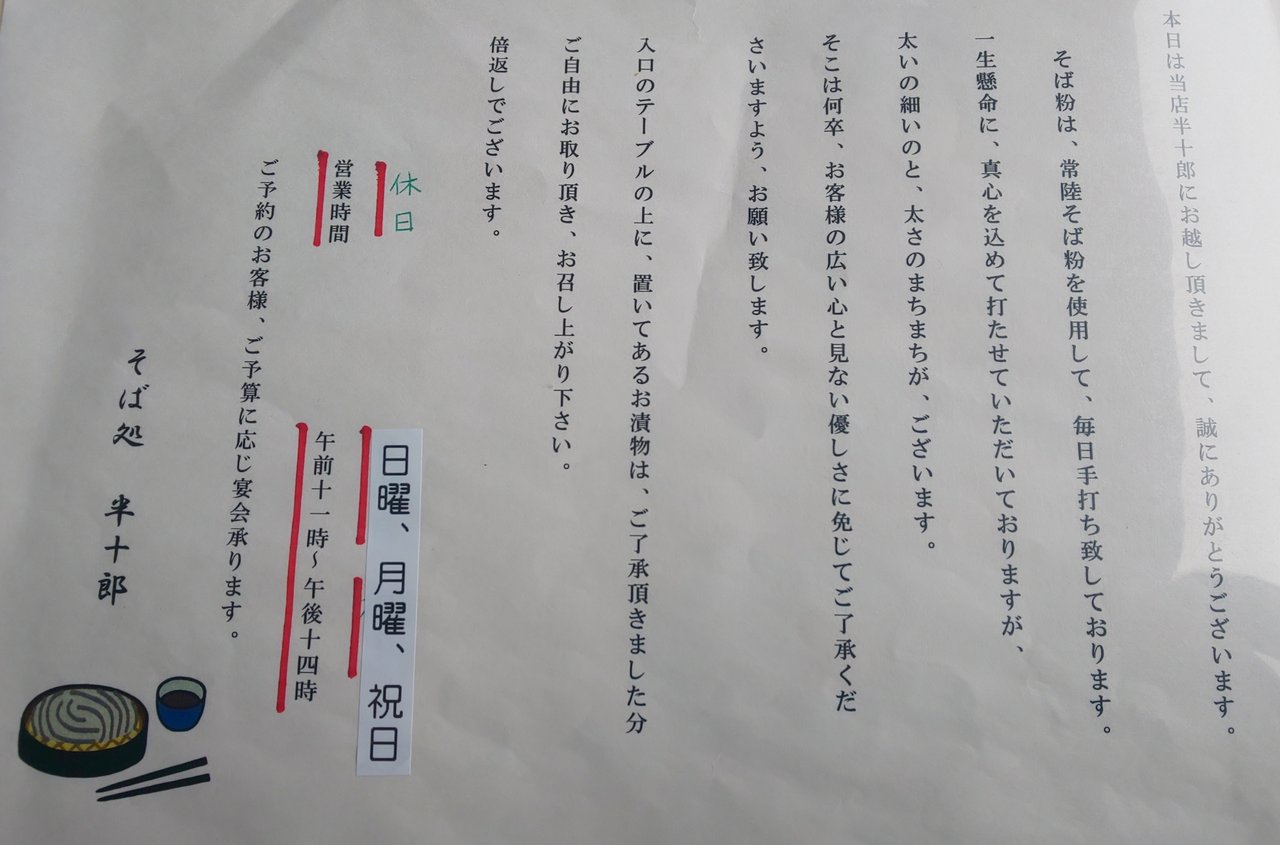 本日は当店半十郎にお越し頂きまして、誠にありがとうございます。
そば粉は、常陸そば粉を使用して、毎日手打ち致しております。
一生懸命に、真心を込めて打たせていただいておりますが、
太いの細いのと、太さのまちまちが、ございます。
そこは何卒、お客様の広い心と見ない優しさに免じてご了承くだ
さいますよう、お願い致します。
入口のテーブルの上に、置いてあるお漬物は、ご了承頂きました分
ご自由にお取り頂き、お召し上がり下さい。
倍返しでございます。
休日 日曜、月曜、祝日
営業時間 午前十一時～午後十四時
ご予約のお客様、ご予算に応じ宴会承ります。
そば処 半十郎